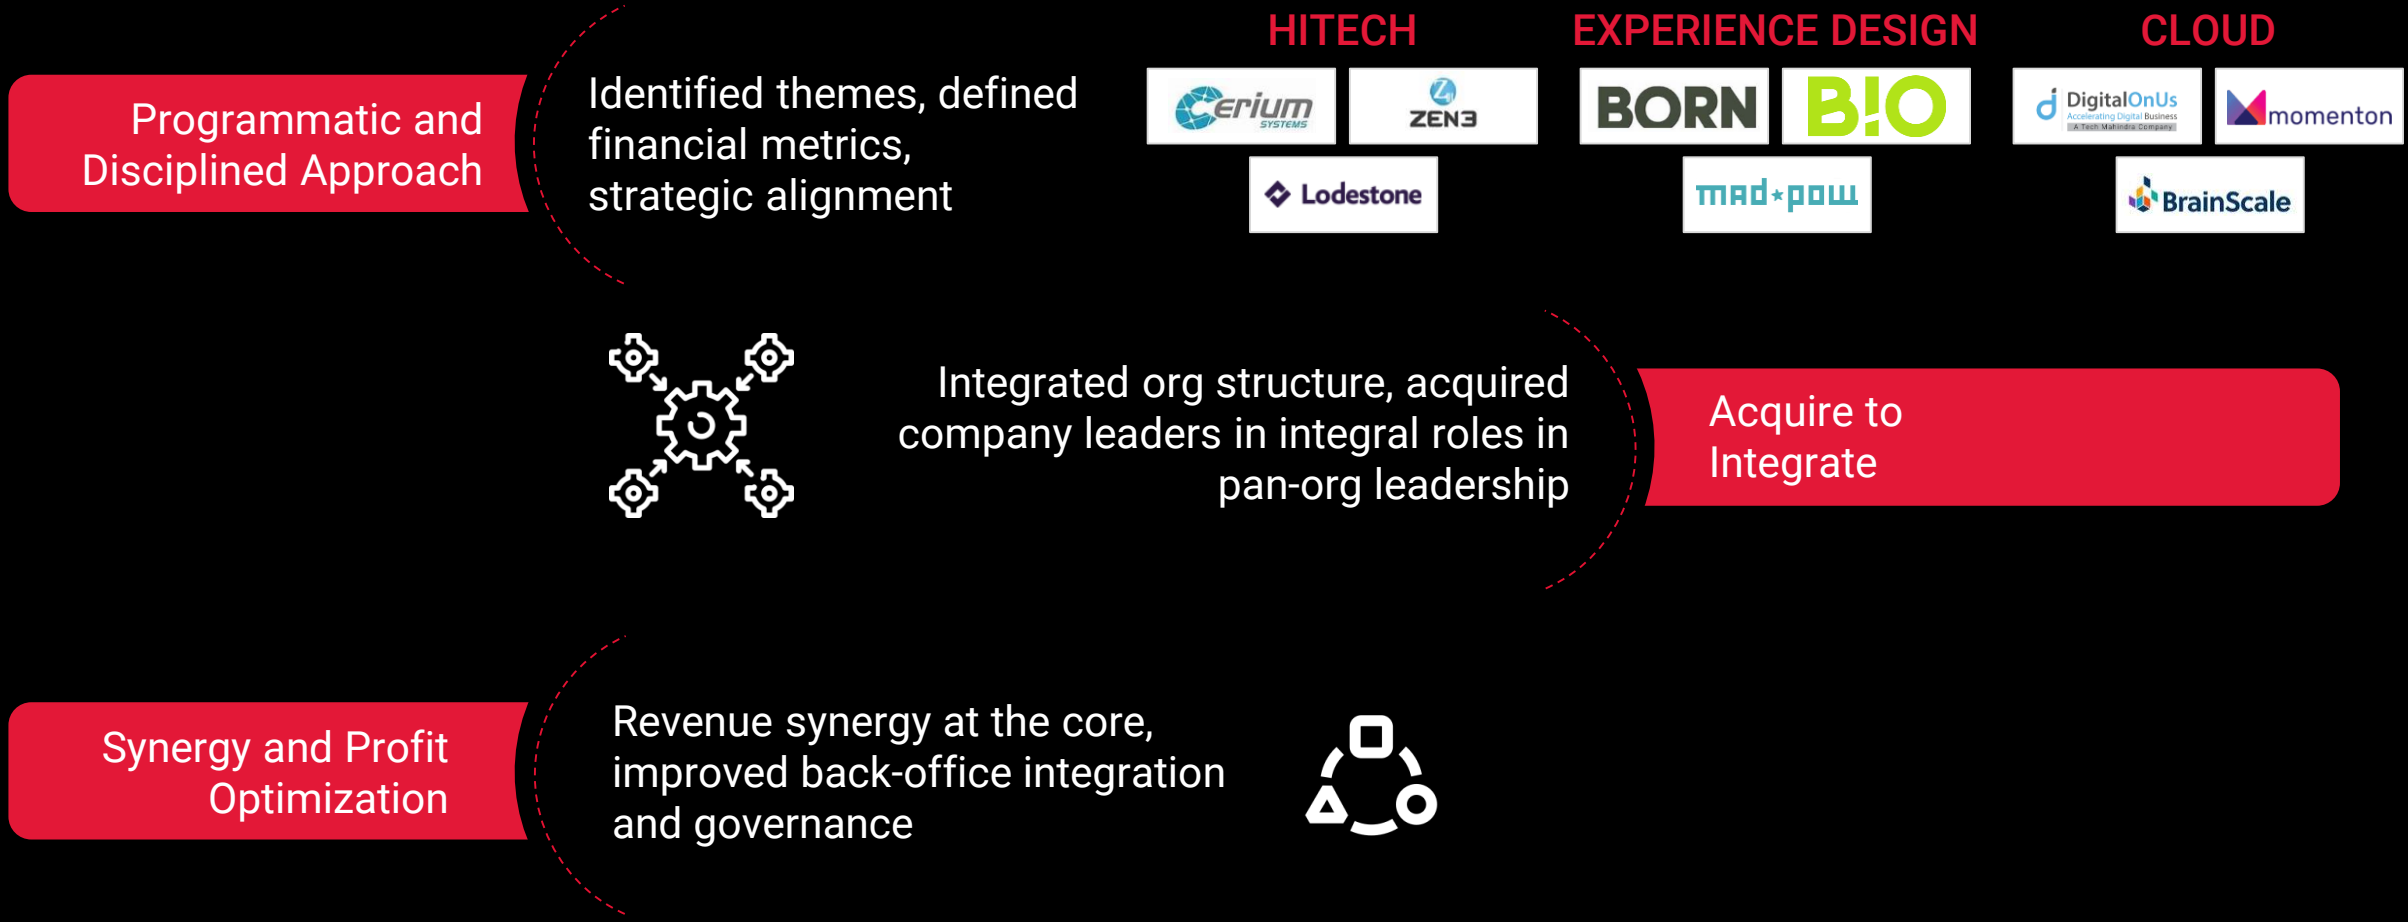 Programmatic and
Disciplined Approach
Identified themes, defined
financial metrics,
strategic alignment
HITECH
Cerium
SYSTEMS
ZEN3
Lodestone
EXPERIENCE DESIGN
BORN
B!O
mad*pow
CLOUD
DigitalOnUs
Accelerating Digital Business
A Tech Mahindra Company
momenton
BrainScale
Integrated org structure, acquired
company leaders in integral roles in
pan-org leadership
Acquire to
Integrate
Synergy and Profit
Optimization
Revenue synergy at the core,
improved back-office integration
and governance